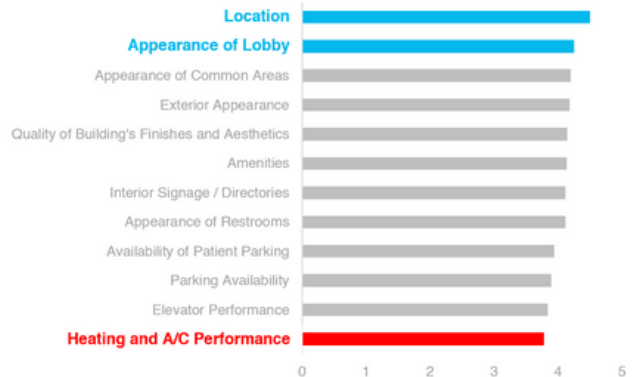 Location
Appearance of Lobby
Appearance of Common Areas
Exterior Appearance
Quality of Building's Finishes and Aesthetics
Amenities
Interior Signage / Directories
Appearance of Restrooms
Availability of Patient Parking
Parking Availability
Elevator Performance
Heating and A/C Performance
0 1 2 3 4 5